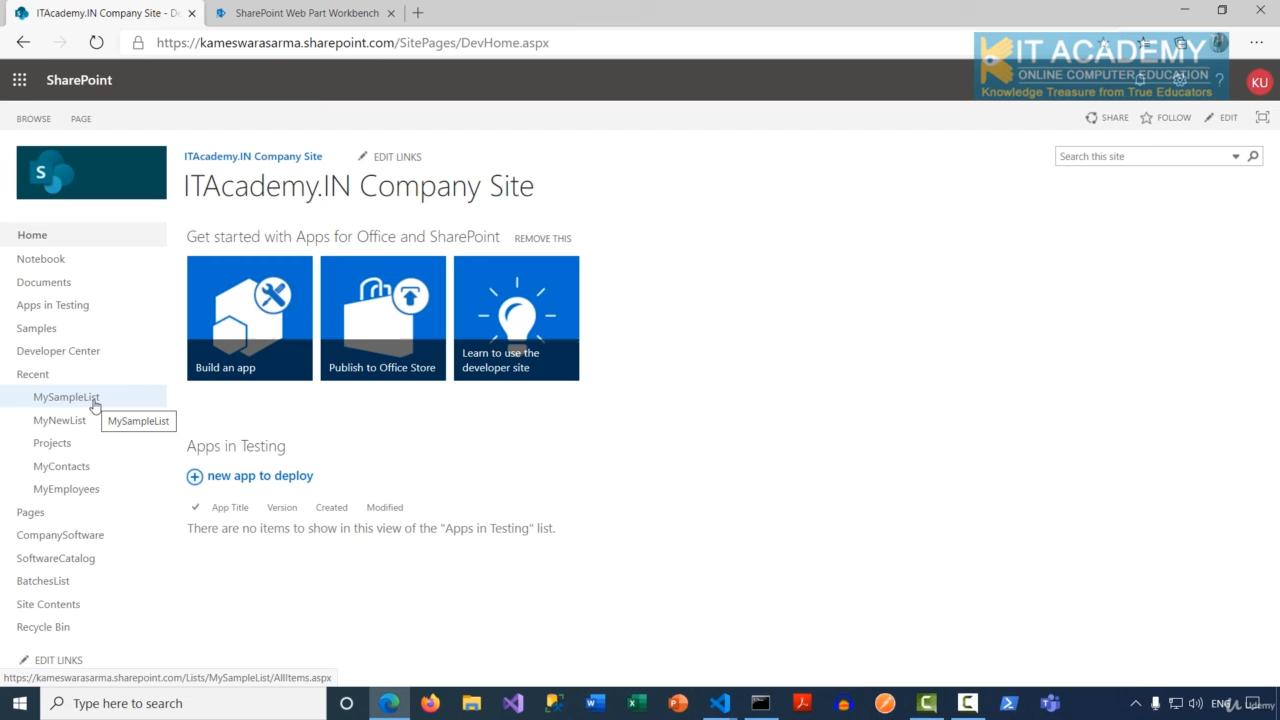 ITAcademy.IN Company Site - De
SharePoint Web Part Workbench
https://kameswarasarma.sharepoint.com/SitePages/DevHome.aspx
KIT ACADEMY
ONLINE COMPUTER EDUCATION
Knowledge Treasure from True Educators
SharePoint
KU
BROWSE
PAGE
SHARE
FOLLOW
EDIT
S
ITAcademy.IN Company Site
EDIT LINKS
Search this site
ITAcademy.IN Company Site
Home
Notebook
Documents
Apps in Testing
Samples
Developer Center
Recent
MySampleList
MySampleList
MyNewList
Projects
MyContacts
MyEmployees
Pages
CompanySoftware
SoftwareCatalog
BatchesList
Site Contents
Recycle Bin
EDIT LINKS
Get started with Apps for Office and SharePoint REMOVE THIS
Build an app
Publish to Office Store
Learn to use the
developer site
Apps in Testing
new app to deploy
App Title Version Created Modified
There are no items to show in this view of the "Apps in Testing" list.
https://kameswarasarma.sharepoint.com/Lists/MySampleList/AllItems.aspx
Type here to search
ENG
Udemy